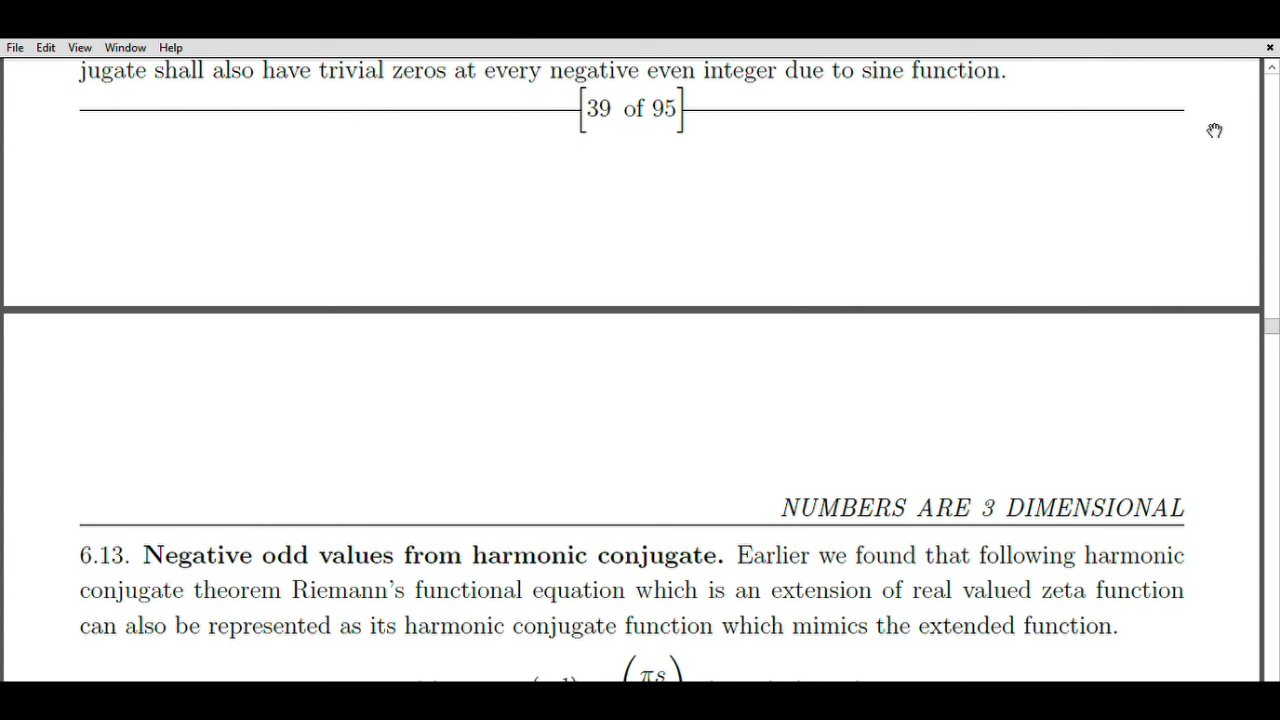 File Edit View Window Help
jugate shall also have trivial zeros at every negative even integer due to sine function.
[39 of 95]
NUMBERS ARE 3 DIMENSIONAL
6.13. Negative odd values from harmonic conjugate. Earlier we found that following harmonic
conjugate theorem Riemann's functional equation which is an extension of real valued zeta function
can also be represented as its harmonic conjugate function which mimics the extended function.
(πs)